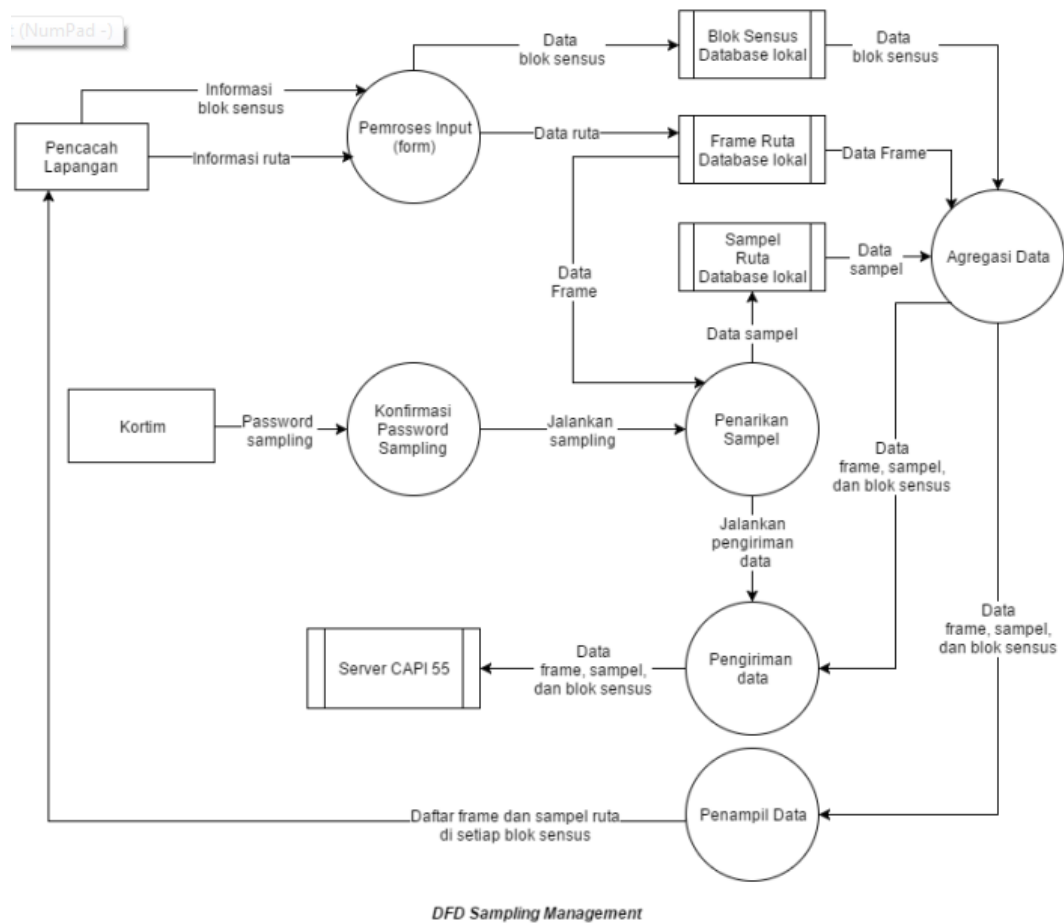 : (NumPad -)
Data
blok sensus
Blok Sensus
Database lokal
Data
blok sensus
Informasi
blok sensus
Pemroses Input
(form)
Pencacah
Lapangan
Informasi ruta
Data ruta
Frame Ruta
Database lokal
Data Frame
Sampel
Ruta
Database lokal
Data
sampel
Agregasi Data
Data
Frame
Data sampel
Kortim
Password
sampling
Konfirmasi
Password
Sampling
Jalankan
sampling
Penarikan
Sampel
Data
frame, sampel,
dan blok sensus
Jalankan
pengiriman
data
Data
frame, sampel,
dan blok sensus
Server CAPI 55
Data
frame, sampel,
dan blok sensus
Pengiriman
data
Daftar frame dan sampel ruta
di setiap blok sensus
Penampil Data
DFD Sampling Management